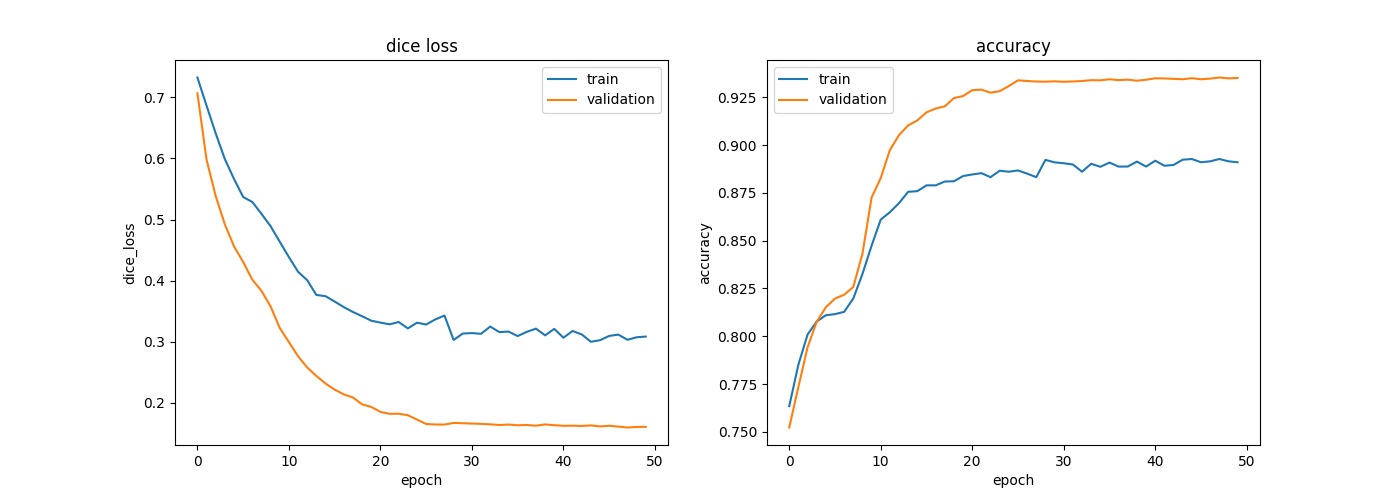 dice loss
train
validation
dice_loss
0.7
0.6
0.5
0.4
0.3
0.2
0 10 20 30 40 50
epoch
accuracy
train
validation
accuracy
0.925
0.900
0.875
0.850
0.825
0.800
0.775
0.750
0 10 20 30 40 50
epoch